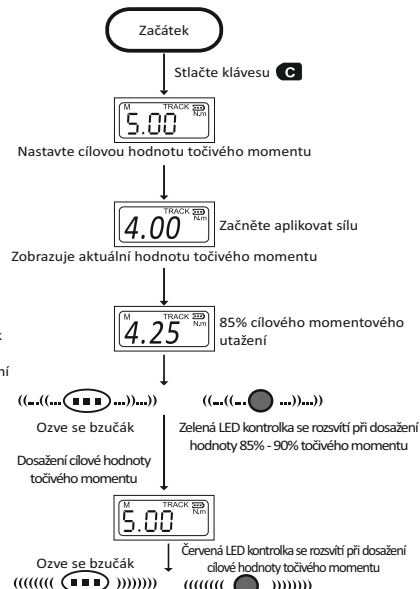 Začátek
Stlačte klávesu C
M TRACK N.m
5.00
Nastavte cílovou hodnotu točivého momentu
M TRACK N.m
4.00
Začněte aplikovat sílu
Zobrazuje aktuální hodnotu točivého momentu
M TRACK N.m
4.25
85% cílového momentového
utažení
Ozve se bzučák
Zelená LED kontrolka se rozsvítí při dosažení
hodnoty 85% - 90% točivého momentu
Dosažení cílové hodnoty
točivého momentu
M TRACK N.m
5.00
Ozve se bzučák
Červená LED kontrolka se rozsvítí při dosažení
cílové hodnoty točivého momentu